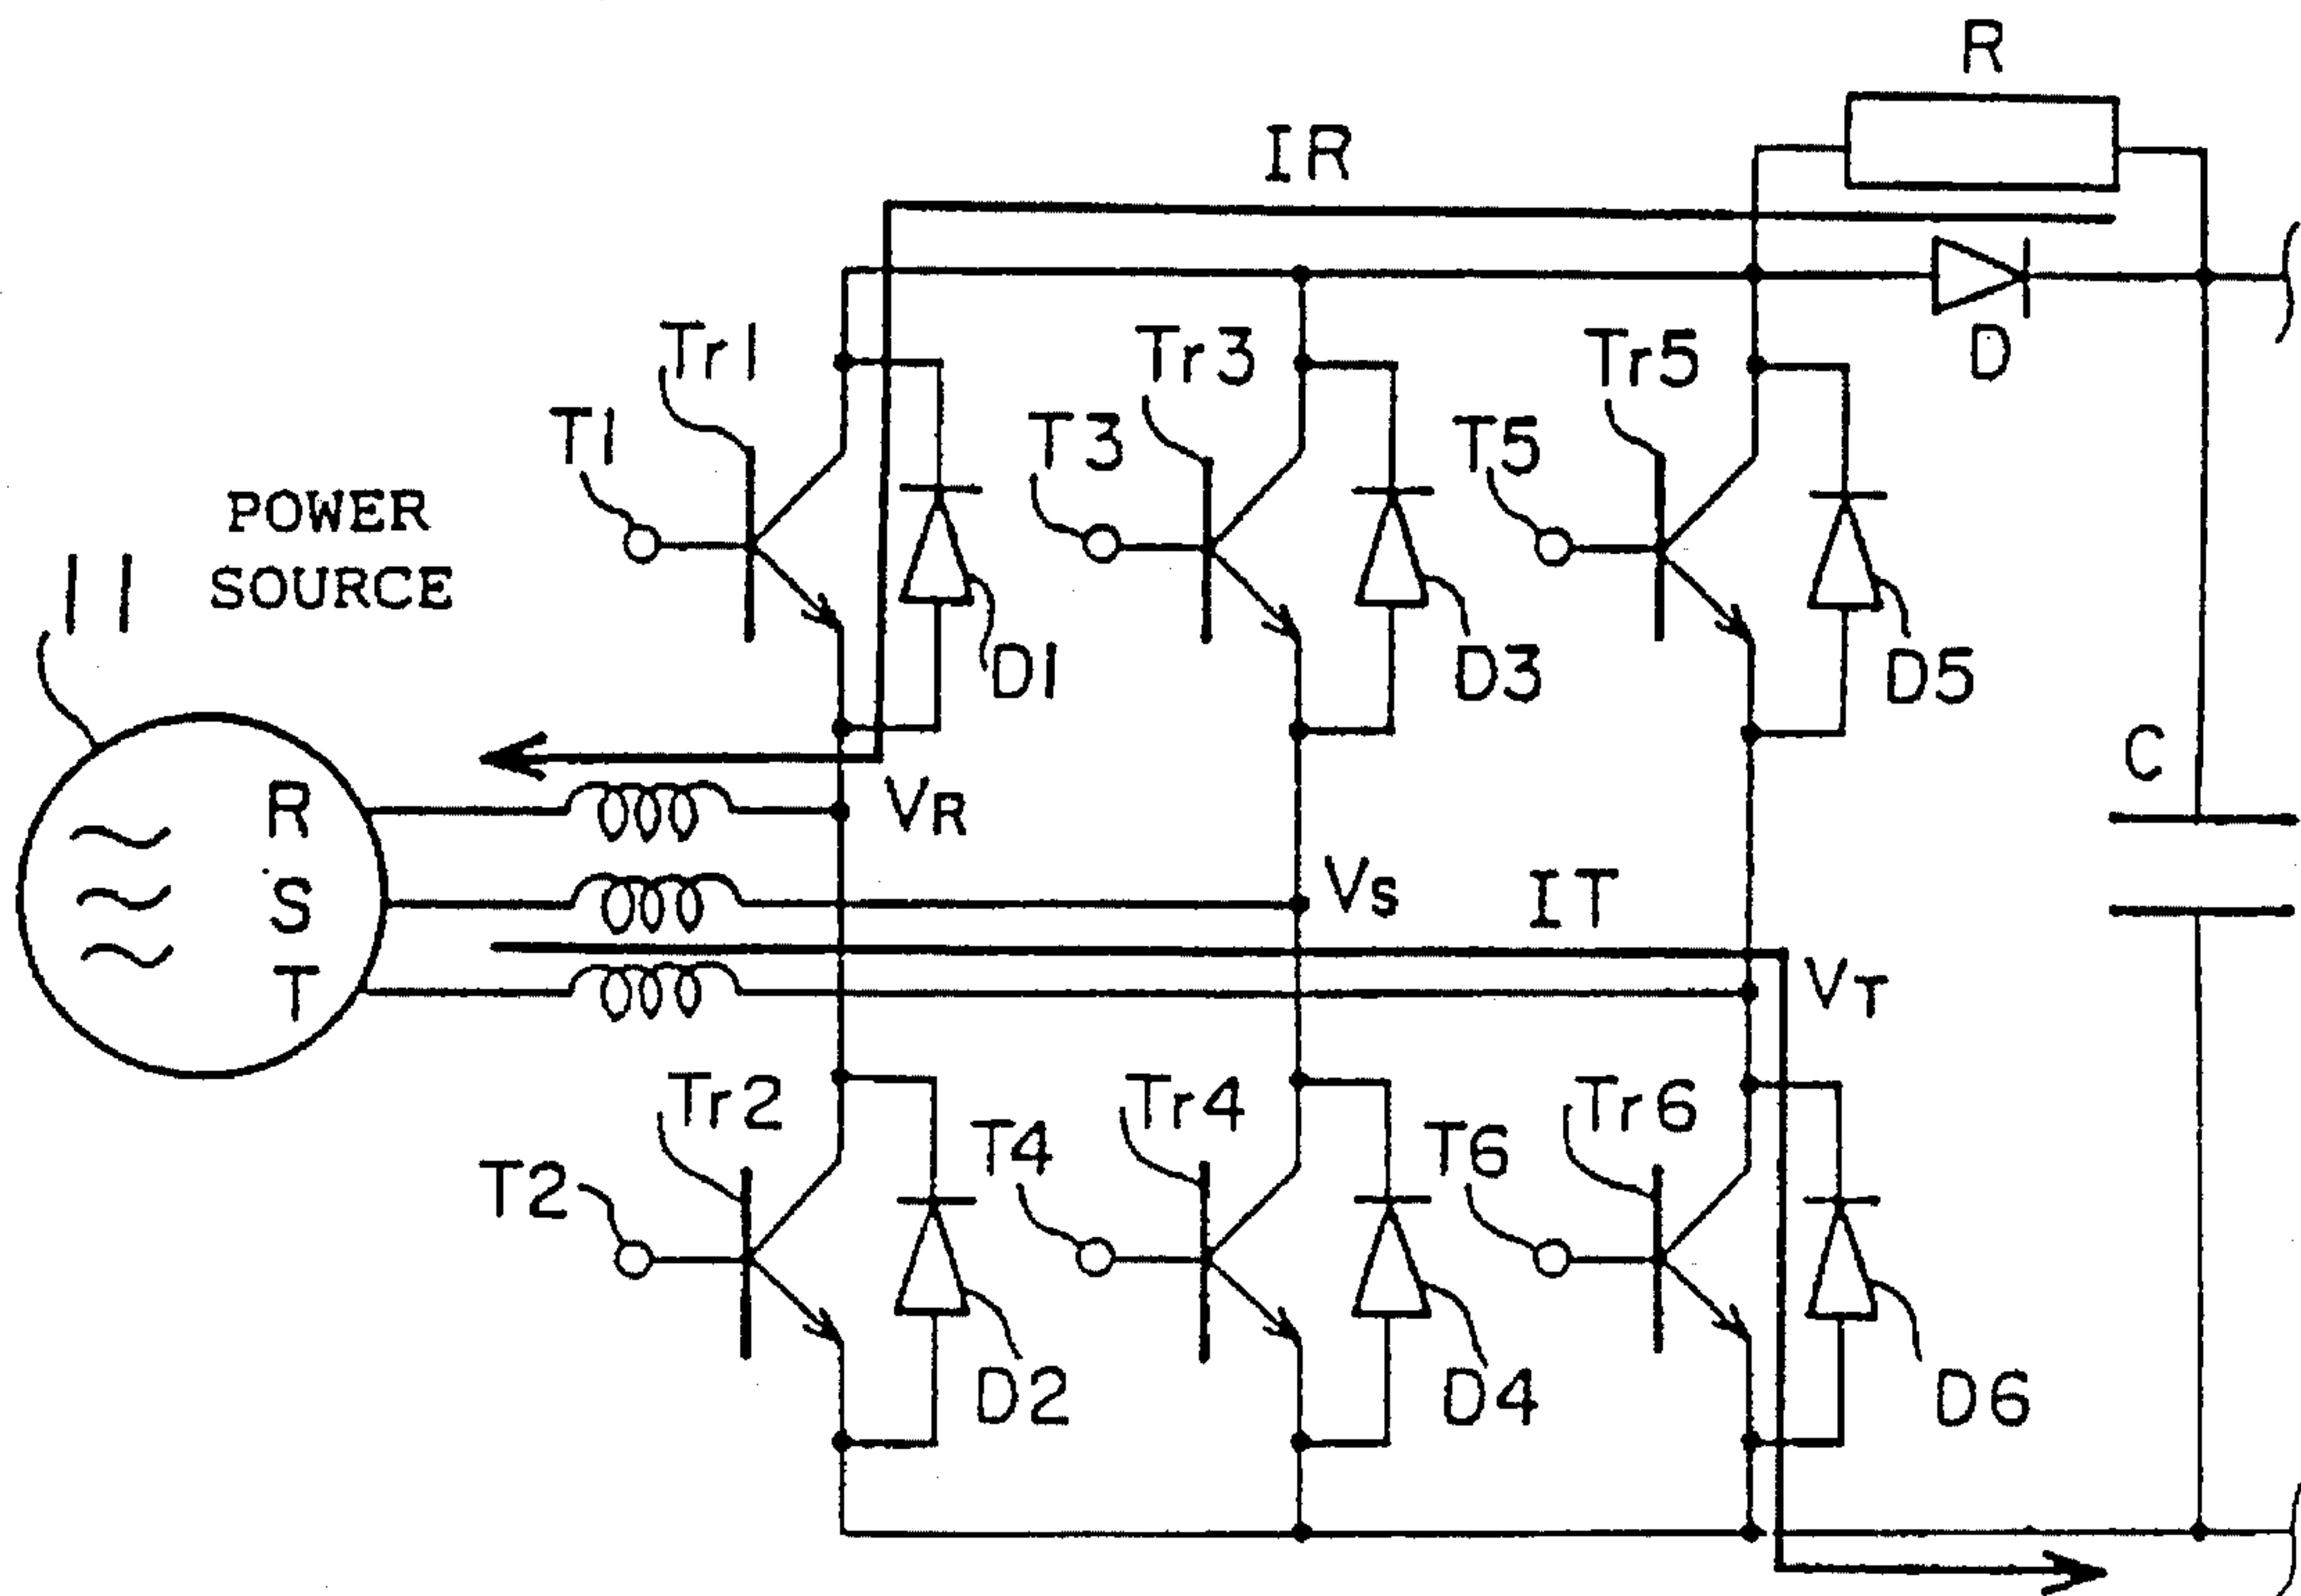 R
IR
Tr1
Tr3
Tr5
D
T1
T3
T5
POWER
SOURCE
11
D1
D3
D5
C
R
VR
S
VS
IT
T
VT
Tr2
Tr4
Tr6
T2
T4
T6
D2
D4
D6